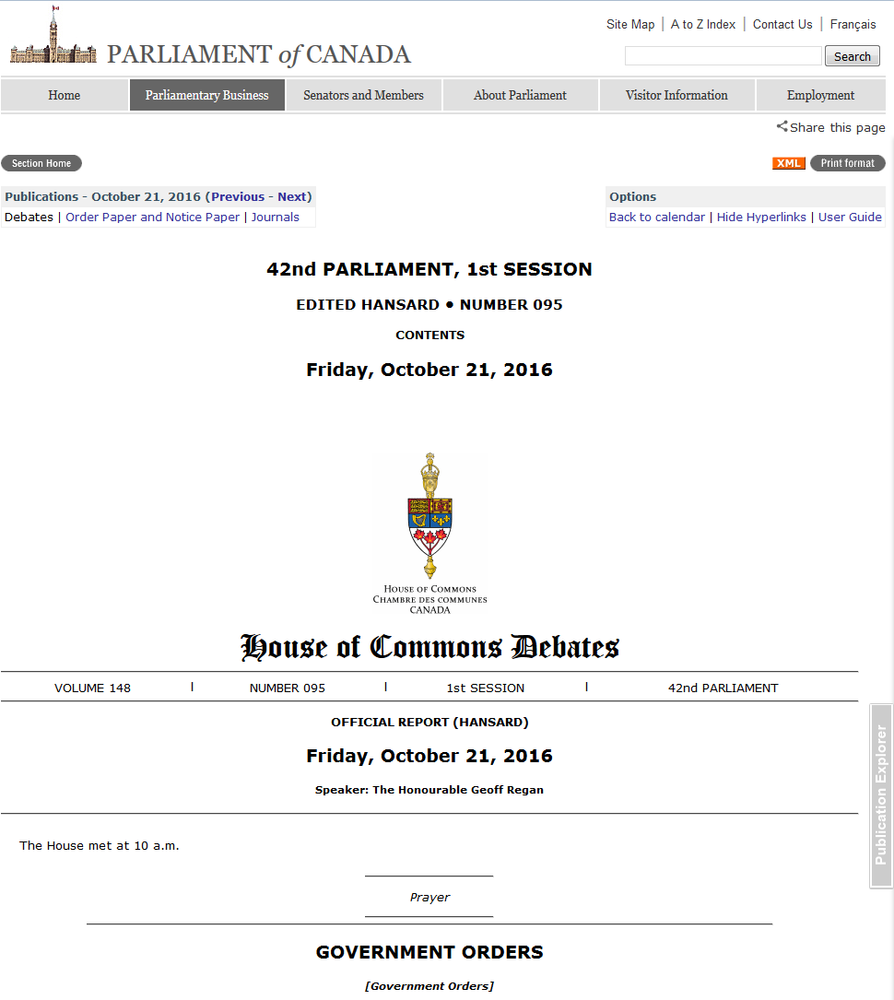 Site Map | A to Z Index | Contact Us | Français
PARLIAMENT of CANADA
Search
Home Parliamentary Business Senators and Members About Parliament Visitor Information Employment
Share this page
Section Home XML Print format
Publications - October 21, 2016 (Previous - Next) Options
Debates | Order Paper and Notice Paper | Journals Back to calendar | Hide Hyperlinks | User Guide
42nd PARLIAMENT, 1st SESSION
EDITED HANSARD • NUMBER 095
CONTENTS
Friday, October 21, 2016
HOUSE OF COMMONS
CHAMBRE DES COMMUNES
CANADA
House of Commons Debates
VOLUME 148 | NUMBER 095 | 1st SESSION | 42nd PARLIAMENT
OFFICIAL REPORT (HANSARD)
Friday, October 21, 2016
Speaker: The Honourable Geoff Regan
Publication Explorer
The House met at 10 a.m.
Prayer
GOVERNMENT ORDERS
[Government Orders]